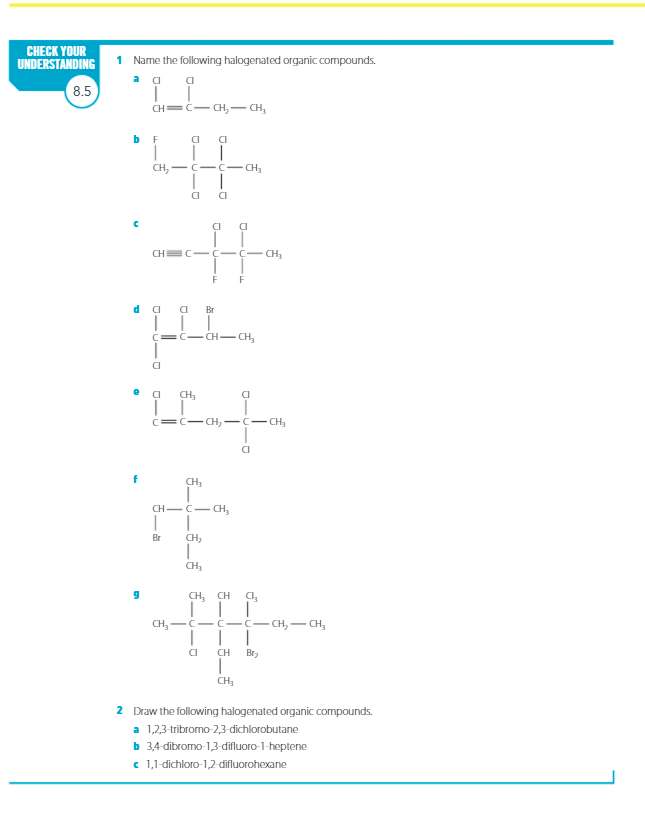 CHECK YOUR
UNDERSTANDING
8.5
1 Name the following halogenated organic compounds.
a Cl Cl
CH C CH₂ CH₃
b F Cl Cl
CH₂ C C CH₃
Cl Cl
c Cl Cl
CH C C C CH₃
F F
d Cl Cl Br
C C CH CH₃
Cl
e Cl CH₃ Cl
C C CH₂ C CH₃
Cl
f CH₃
CH C CH₃
Br CH₂
CH₃
g CH₃ CH Cl₃
CH₃ C C C CH₂ CH₃
Cl CH Br₂
CH₃
2 Draw the following halogenated organic compounds.
a 1,2,3-tribromo-2,3-dichlorobutane
b 3,4-dibromo-1,3-difluoro-1-heptene
c 1,1-dichloro-1,2-difluorohexane